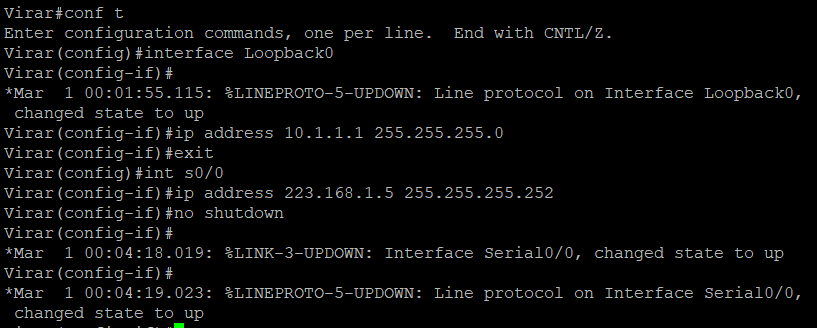 Virar#conf t
Enter configuration commands, one per line.  End with CNTL/Z.
Virar(config)#interface Loopback0
Virar(config-if)#
*Mar  1 00:01:55.115: %LINEPROTO-5-UPDOWN: Line protocol on Interface Loopback0,
 changed state to up
Virar(config-if)#ip address 10.1.1.1 255.255.255.0
Virar(config-if)#exit
Virar(config)#int s0/0
Virar(config-if)#ip address 223.168.1.5 255.255.255.252
Virar(config-if)#no shutdown
Virar(config-if)#
*Mar  1 00:04:18.019: %LINK-3-UPDOWN: Interface Serial0/0, changed state to up
Virar(config-if)#
*Mar  1 00:04:19.023: %LINEPROTO-5-UPDOWN: Line protocol on Interface Serial0/0,
 changed state to up